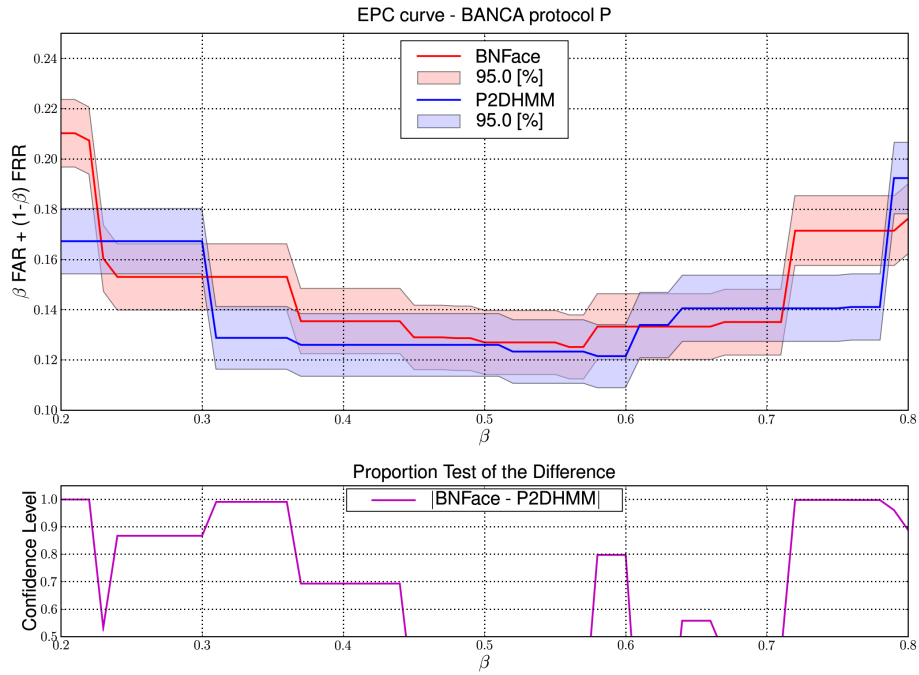 EPC curve - BANCA protocol P
β FAR + (1-β) FRR
0.24
0.22
0.20
0.18
0.16
0.14
0.12
0.10
BNFace
95.0 [%]
P2DHMM
95.0 [%]
0.2 0.3 0.4 0.5 0.6 0.7 0.8
β
Proportion Test of the Difference
Confidence Level
1.0
0.9
0.8
0.7
0.6
0.5
|BNFace - P2DHMM|
0.2 0.3 0.4 0.5 0.6 0.7 0.8
β